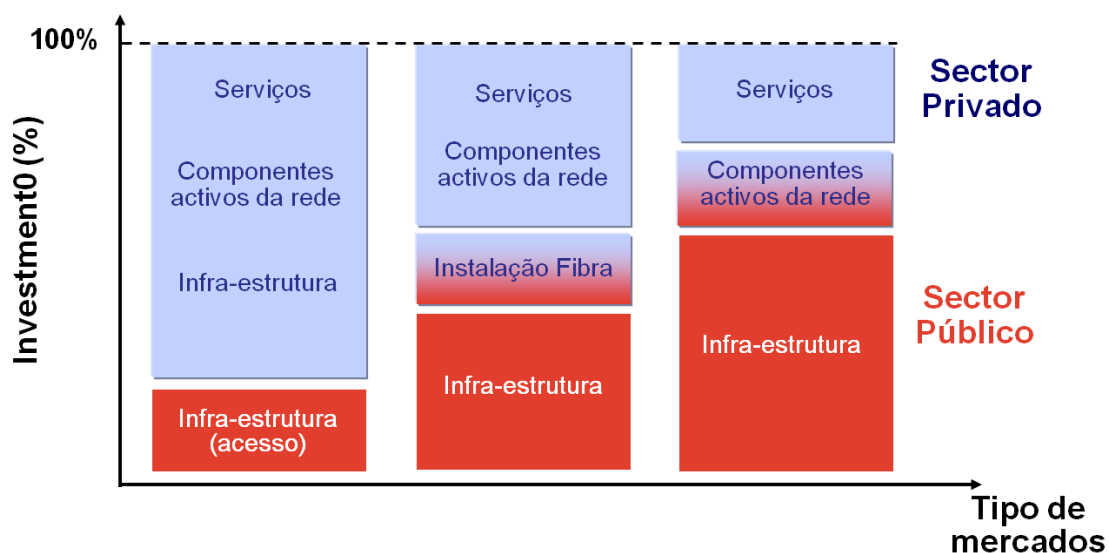 100%
Investment0 (%)
Serviços
Componentes
activos da rede
Infra-estrutura
Infra-estrutura
(acesso)
Serviços
Componentes
activos da rede
Instalação Fibra
Infra-estrutura
Serviços
Componentes
activos da rede
Infra-estrutura
Sector
Privado
Sector
Público
Tipo de
mercados